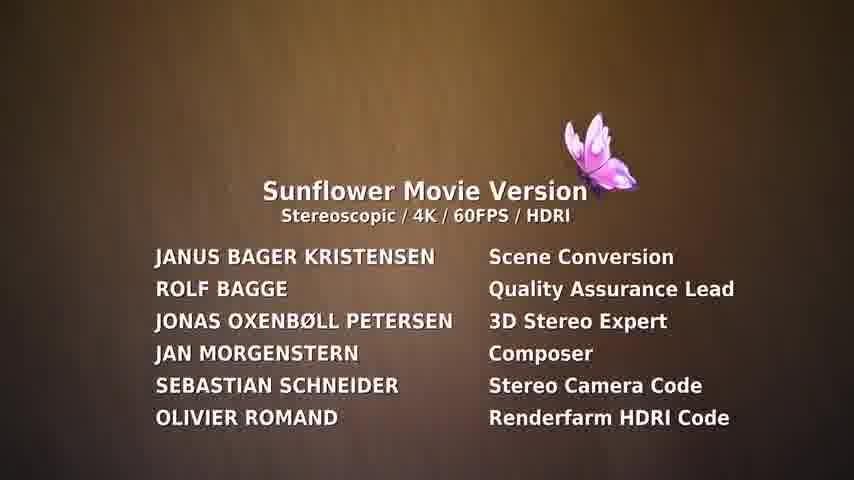 Sunflower Movie Version
Stereoscopic / 4K / 60FPS / HDRI
JANUS BAGER KRISTENSEN Scene Conversion
ROLF BAGGE Quality Assurance Lead
JONAS OXENBØLL PETERSEN 3D Stereo Expert
JAN MORGENSTERN Composer
SEBASTIAN SCHNEIDER Stereo Camera Code
OLIVIER ROMAND Renderfarm HDRI Code